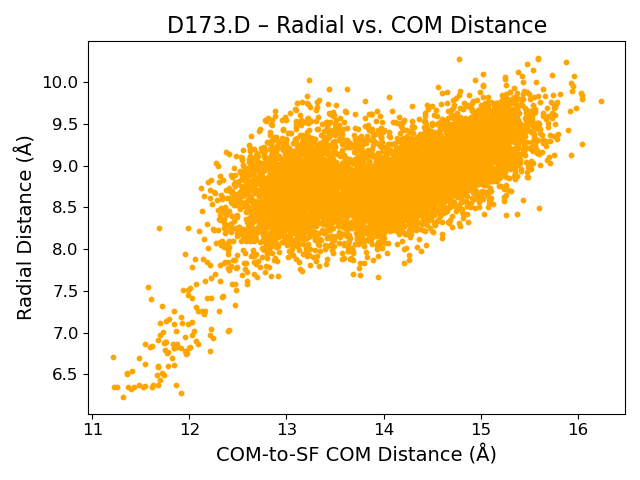 D173.D – Radial vs. COM Distance
10.0
9.5
9.0
8.5
8.0
7.5
7.0
6.5
Radial Distance (Å)
11 12 13 14 15 16
COM-to-SF COM Distance (Å)